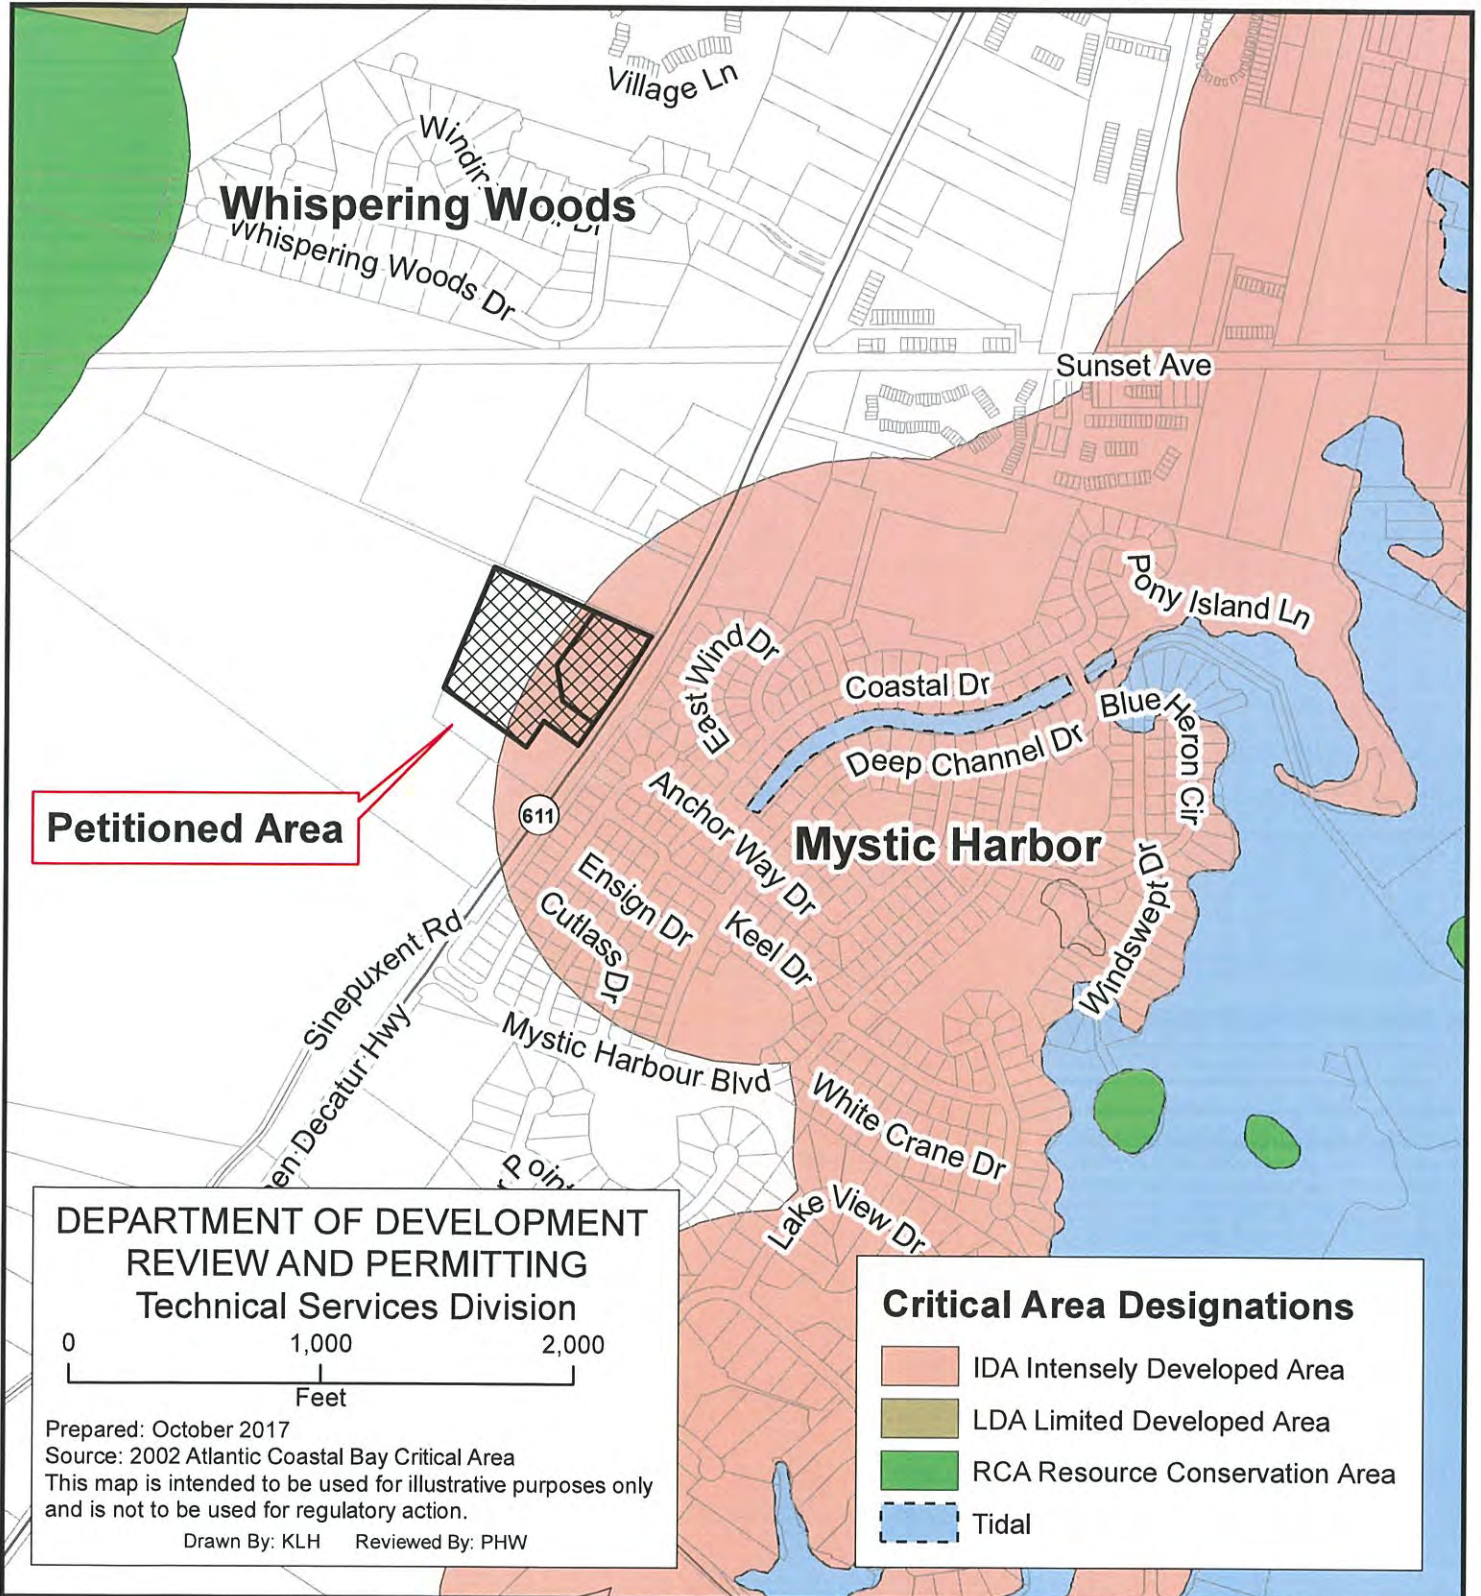 Village Ln
Whispering Woods
Whispering Woods Dr
Sunset Ave
Pony Island Ln
East Wind Dr
Coastal Dr
Blue Heron Cir
Deep Channel Dr
Petitioned Area
611
Anchor Way Dr
Mystic Harbor
Ensign Dr
Cutlass Dr
Keel Dr
Windswept Dr
Sinepuxent Rd
Decatur Hwy
Mystic Harbour Blvd
White Crane Dr
Lake View Dr
DEPARTMENT OF DEVELOPMENT
REVIEW AND PERMITTING
Technical Services Division
0 1,000 2,000
Feet
Prepared: October 2017
Source: 2002 Atlantic Coastal Bay Critical Area
This map is intended to be used for illustrative purposes only
and is not to be used for regulatory action.
Drawn By: KLH Reviewed By: PHW
Critical Area Designations
IDA Intensely Developed Area
LDA Limited Developed Area
RCA Resource Conservation Area
Tidal